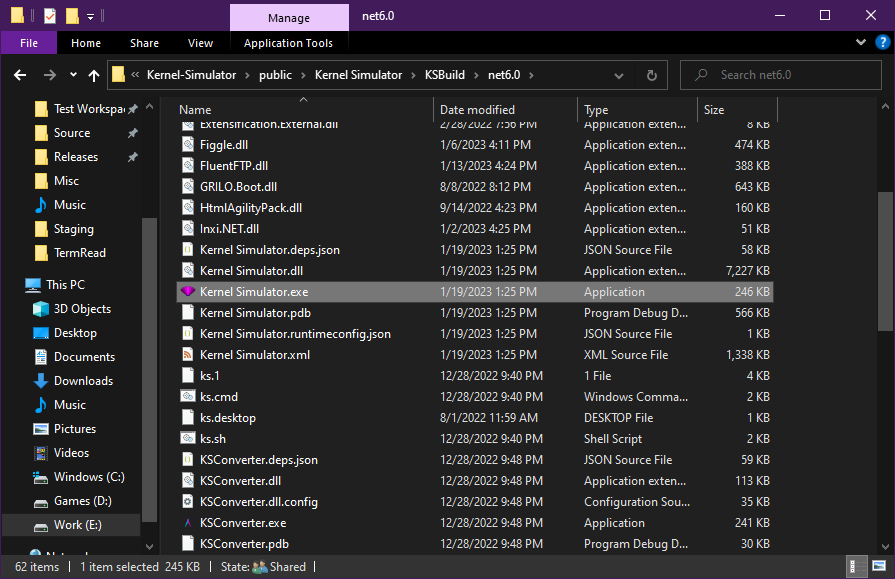 Manage net6.0
File Home Share View Application Tools
« Kernel-Simulator > public > Kernel Simulator > KSBuild > net6.0 > Search net6.0
Test Workspa
Source
Releases
Misc
Music
Staging
TermRead
This PC
3D Objects
Desktop
Documents
Downloads
Music
Pictures
Videos
Windows (C:)
Games (D:)
Work (E:)
Name Date modified Type Size
Extensification.External.dll 2/28/2022 7:56 PM Application exten... 8 KB
Figgle.dll 1/6/2023 4:11 PM Application exten... 474 KB
FluentFTP.dll 1/13/2023 4:24 PM Application exten... 388 KB
GRILO.Boot.dll 8/8/2022 8:12 PM Application exten... 643 KB
HtmlAgilityPack.dll 9/14/2022 4:23 PM Application exten... 160 KB
Inxi.NET.dll 1/2/2023 4:25 PM Application exten... 51 KB
Kernel Simulator.deps.json 1/19/2023 1:25 PM JSON Source File 58 KB
Kernel Simulator.dll 1/19/2023 1:25 PM Application exten... 7,227 KB
Kernel Simulator.exe 1/19/2023 1:25 PM Application 246 KB
Kernel Simulator.pdb 1/19/2023 1:25 PM Program Debug D... 566 KB
Kernel Simulator.runtimeconfig.json 1/19/2023 1:25 PM JSON Source File 1 KB
Kernel Simulator.xml 1/19/2023 1:25 PM XML Source File 1,338 KB
ks.1 12/28/2022 9:40 PM 1 File 4 KB
ks.cmd 12/28/2022 9:40 PM Windows Comma... 2 KB
ks.desktop 8/1/2022 11:59 AM DESKTOP File 1 KB
ks.sh 12/28/2022 9:40 PM Shell Script 2 KB
KSConverter.deps.json 12/28/2022 9:48 PM JSON Source File 59 KB
KSConverter.dll 12/28/2022 9:48 PM Application exten... 113 KB
KSConverter.dll.config 12/28/2022 9:48 PM Configuration Sou... 35 KB
KSConverter.exe 12/28/2022 9:48 PM Application 241 KB
KSConverter.pdb 12/28/2022 9:48 PM Program Debug D... 30 KB
62 items 1 item selected 245 KB State: Shared